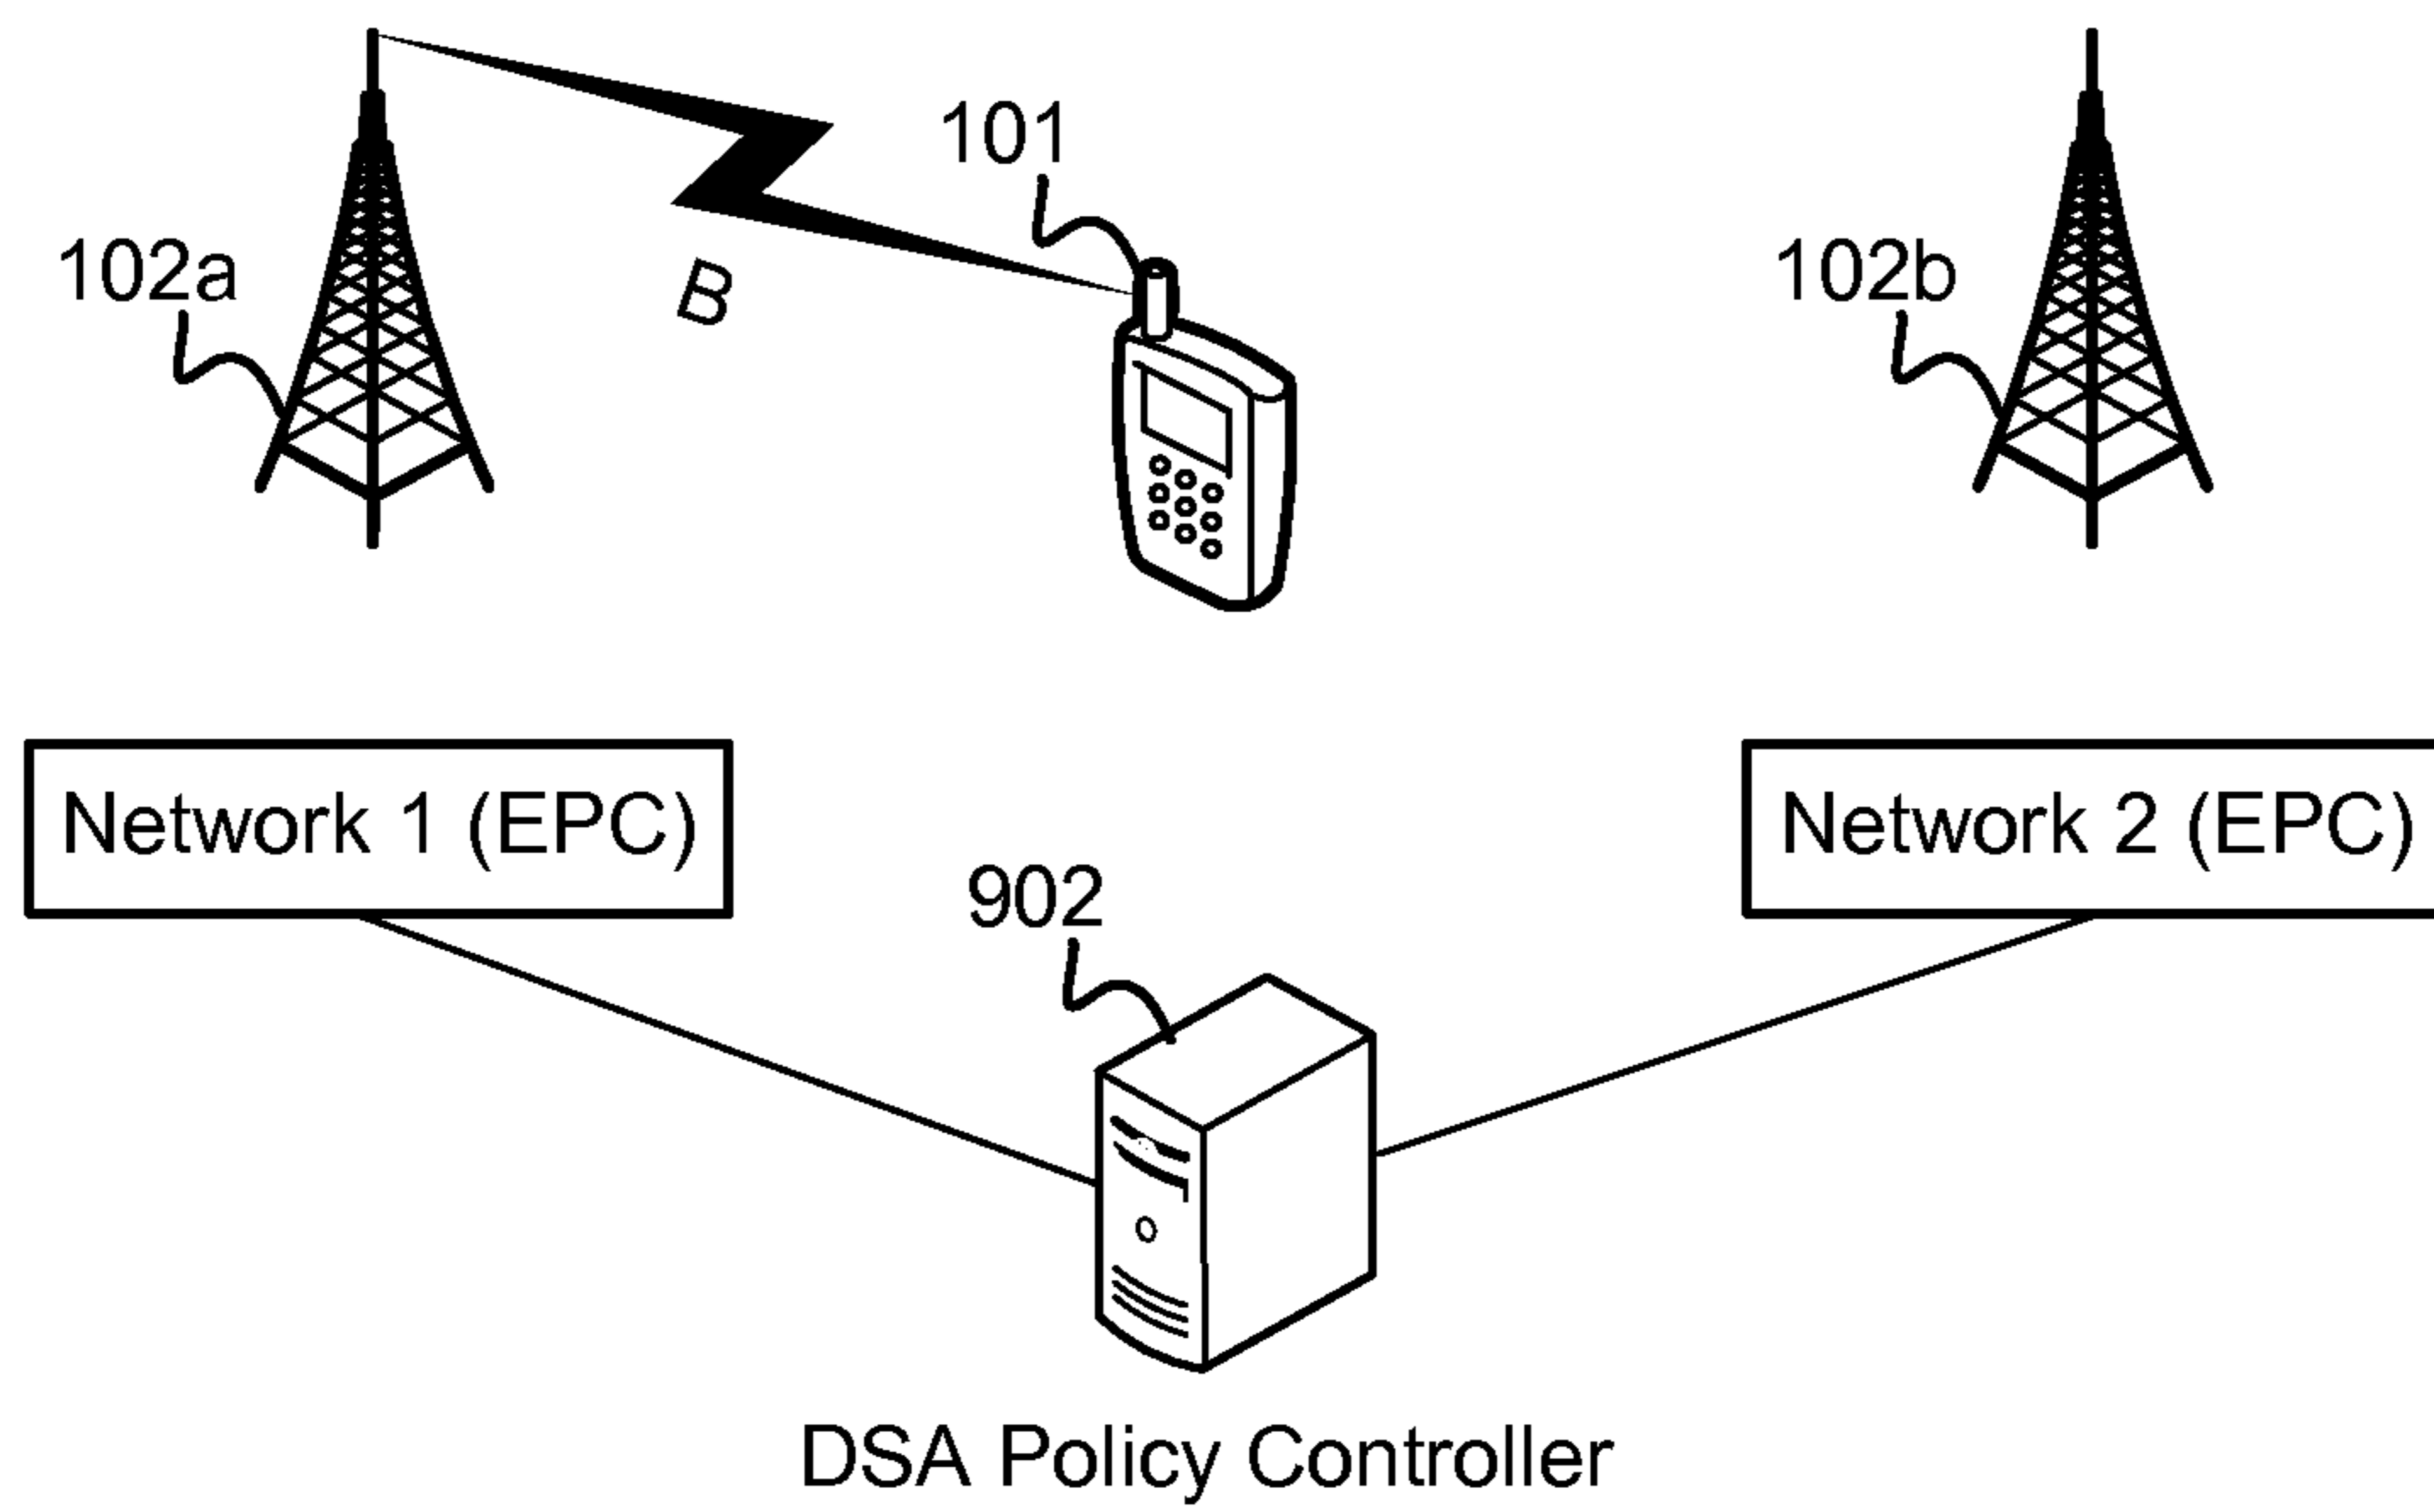 101
102a
102b
B
Network 1 (EPC)
Network 2 (EPC)
902
DSA Policy Controller